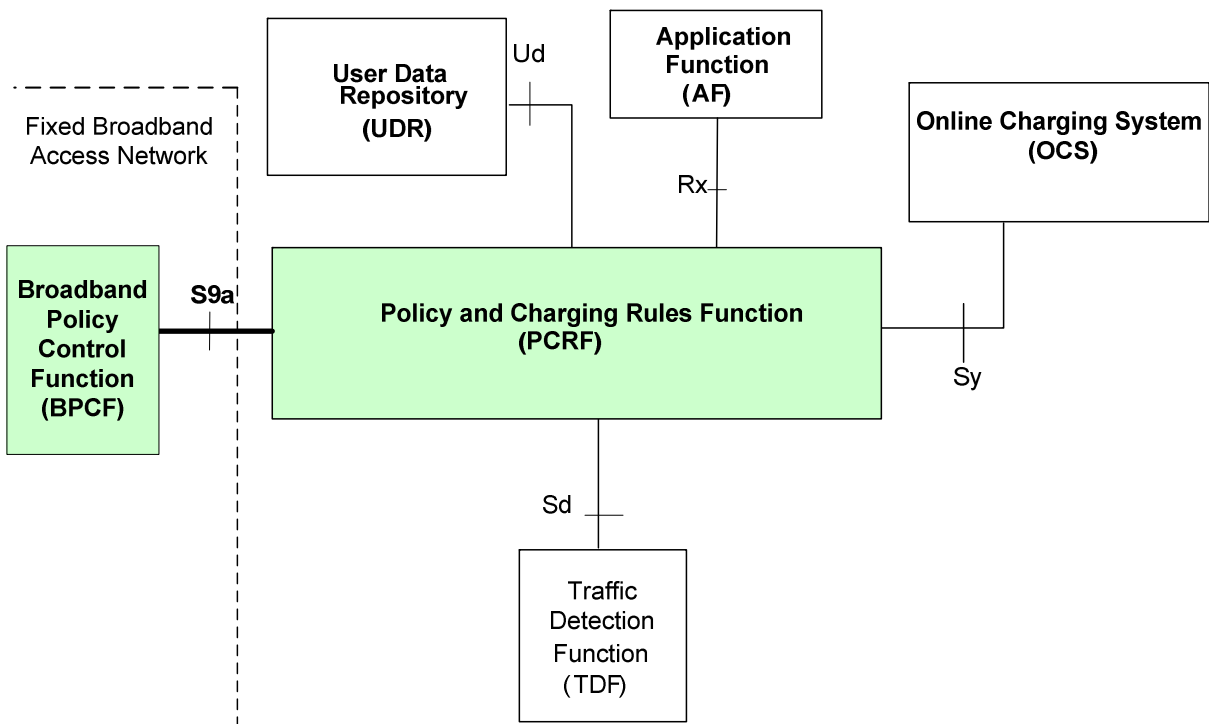 Ud
User Data
Repository
(UDR)
Application
Function
(AF)
Online Charging System
(OCS)
Fixed Broadband
Access Network
Rx
Broadband
Policy
Control
Function
(BPCF)
S9a
Policy and Charging Rules Function
(PCRF)
Sy
Sd
Traffic
Detection
Function
(TDF)